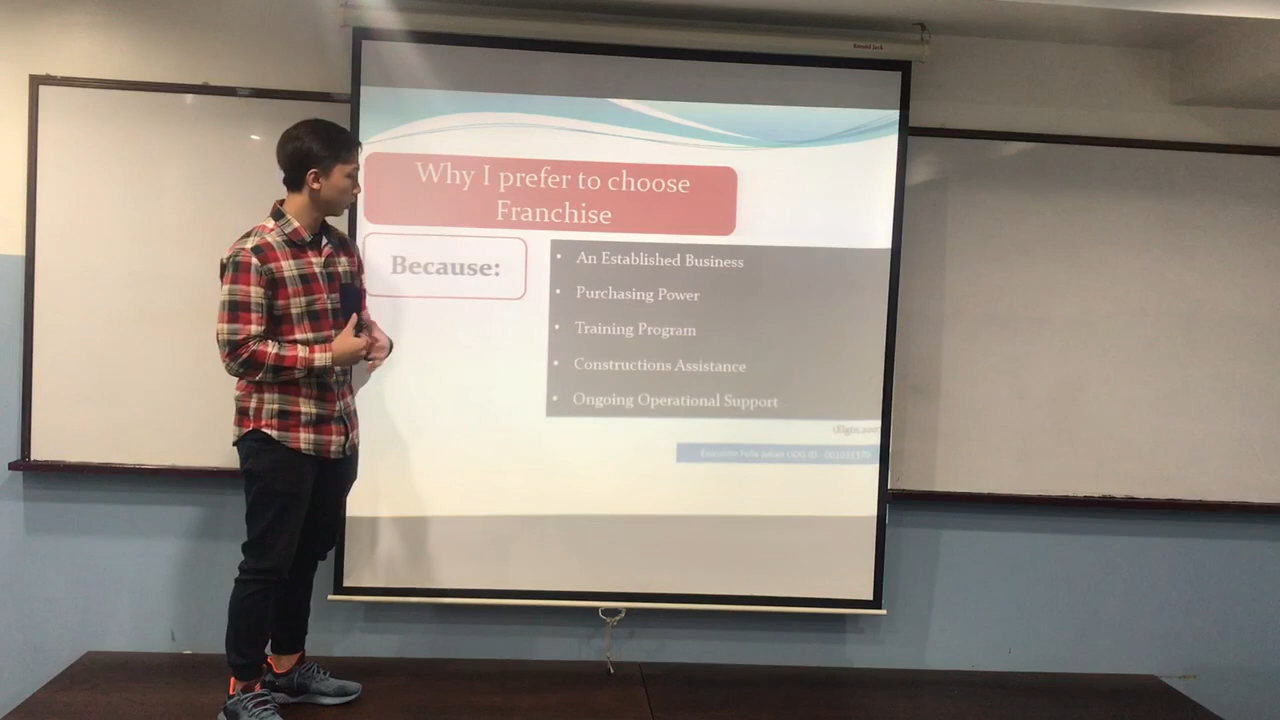 Why I prefer to choose
Franchise
Because:
• An Established Business
• Purchasing Power
• Training Program
• Constructions Assistance
• Ongoing Operational Support